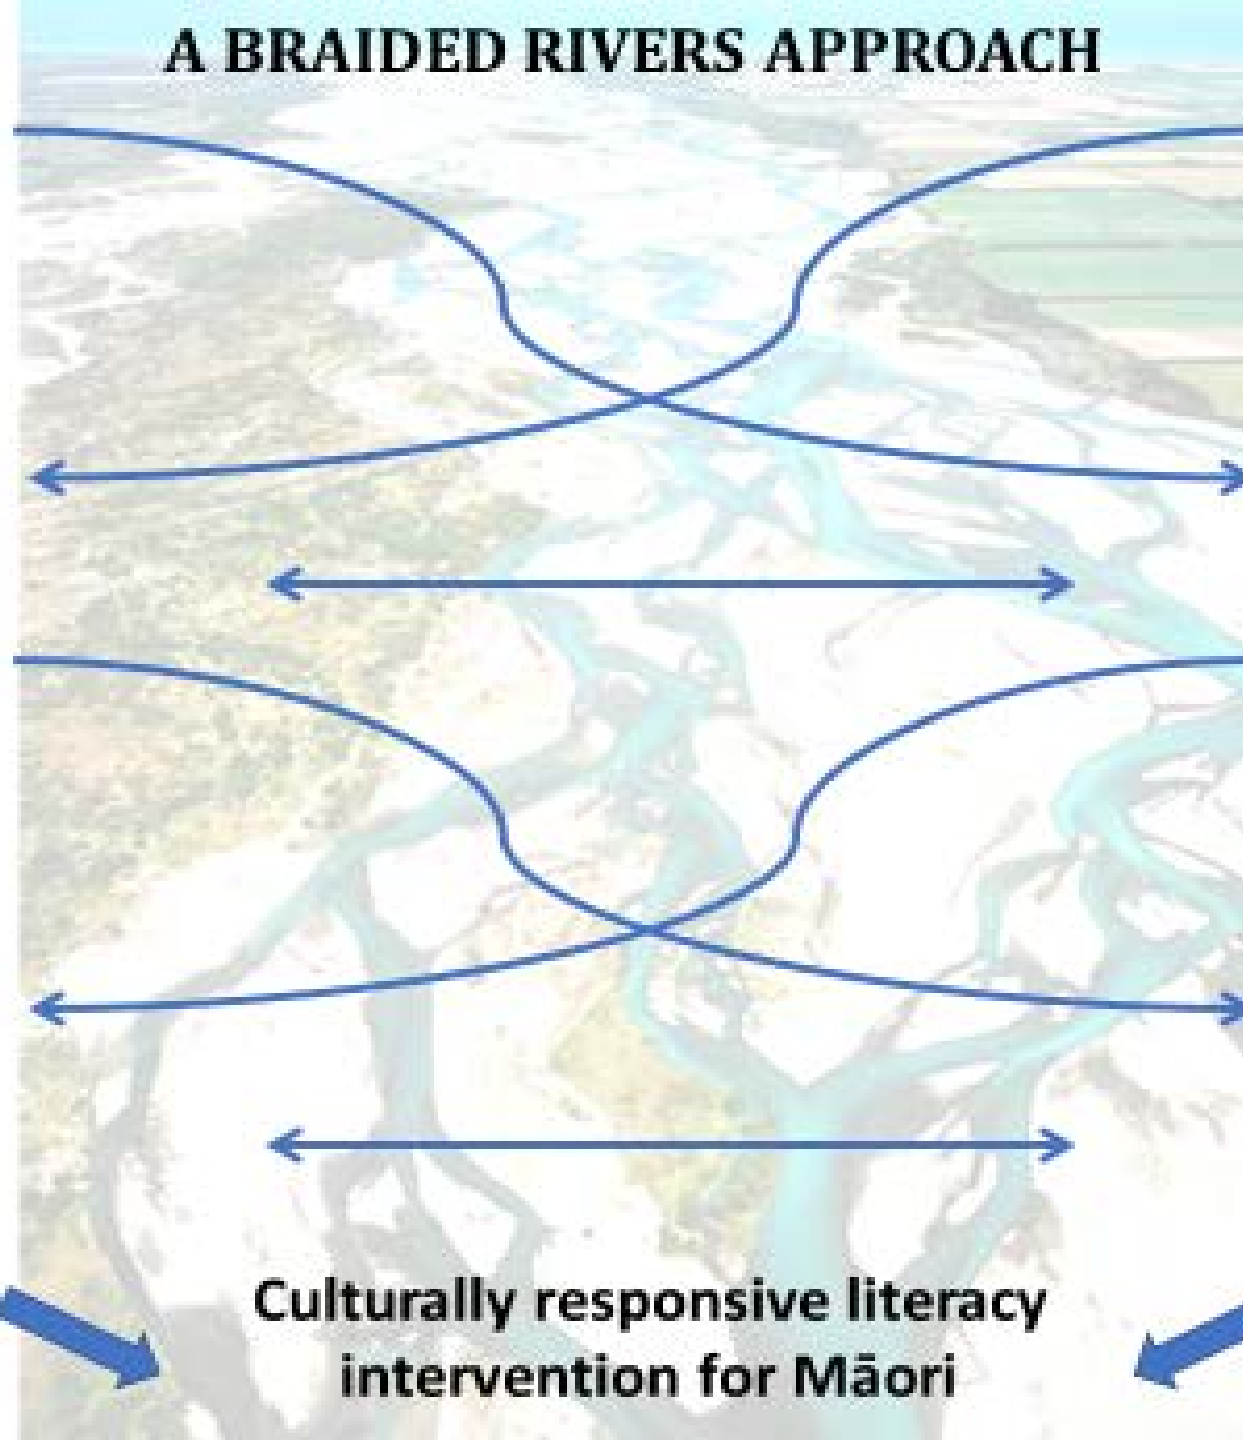 A BRAIDED RIVERS APPROACH
Culturally responsive literacy
intervention for Māori